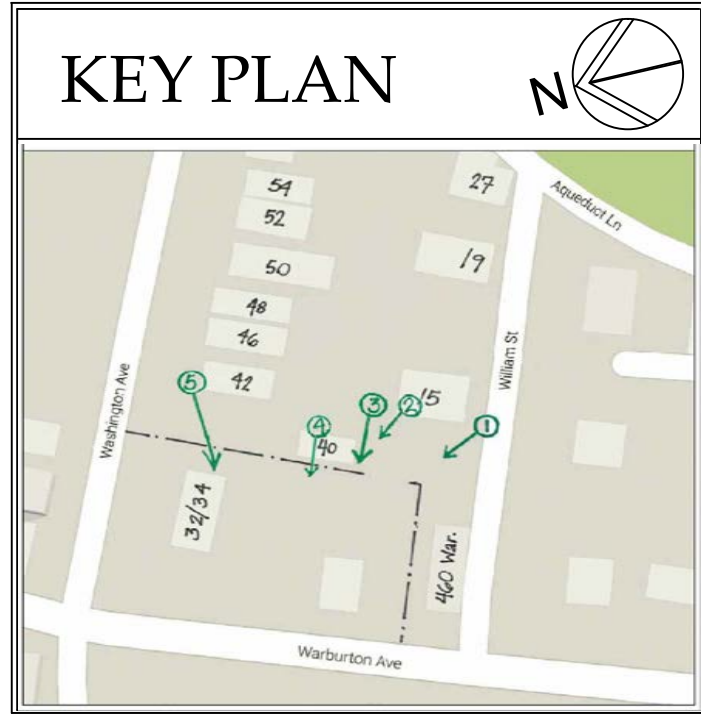 KEY PLAN
N
54
52
50
48
46
42
40
32/34
27
19
15
460 War.
Aqueduct Ln
William St
Washington Ave
Warburton Ave
5
4
3
2
1